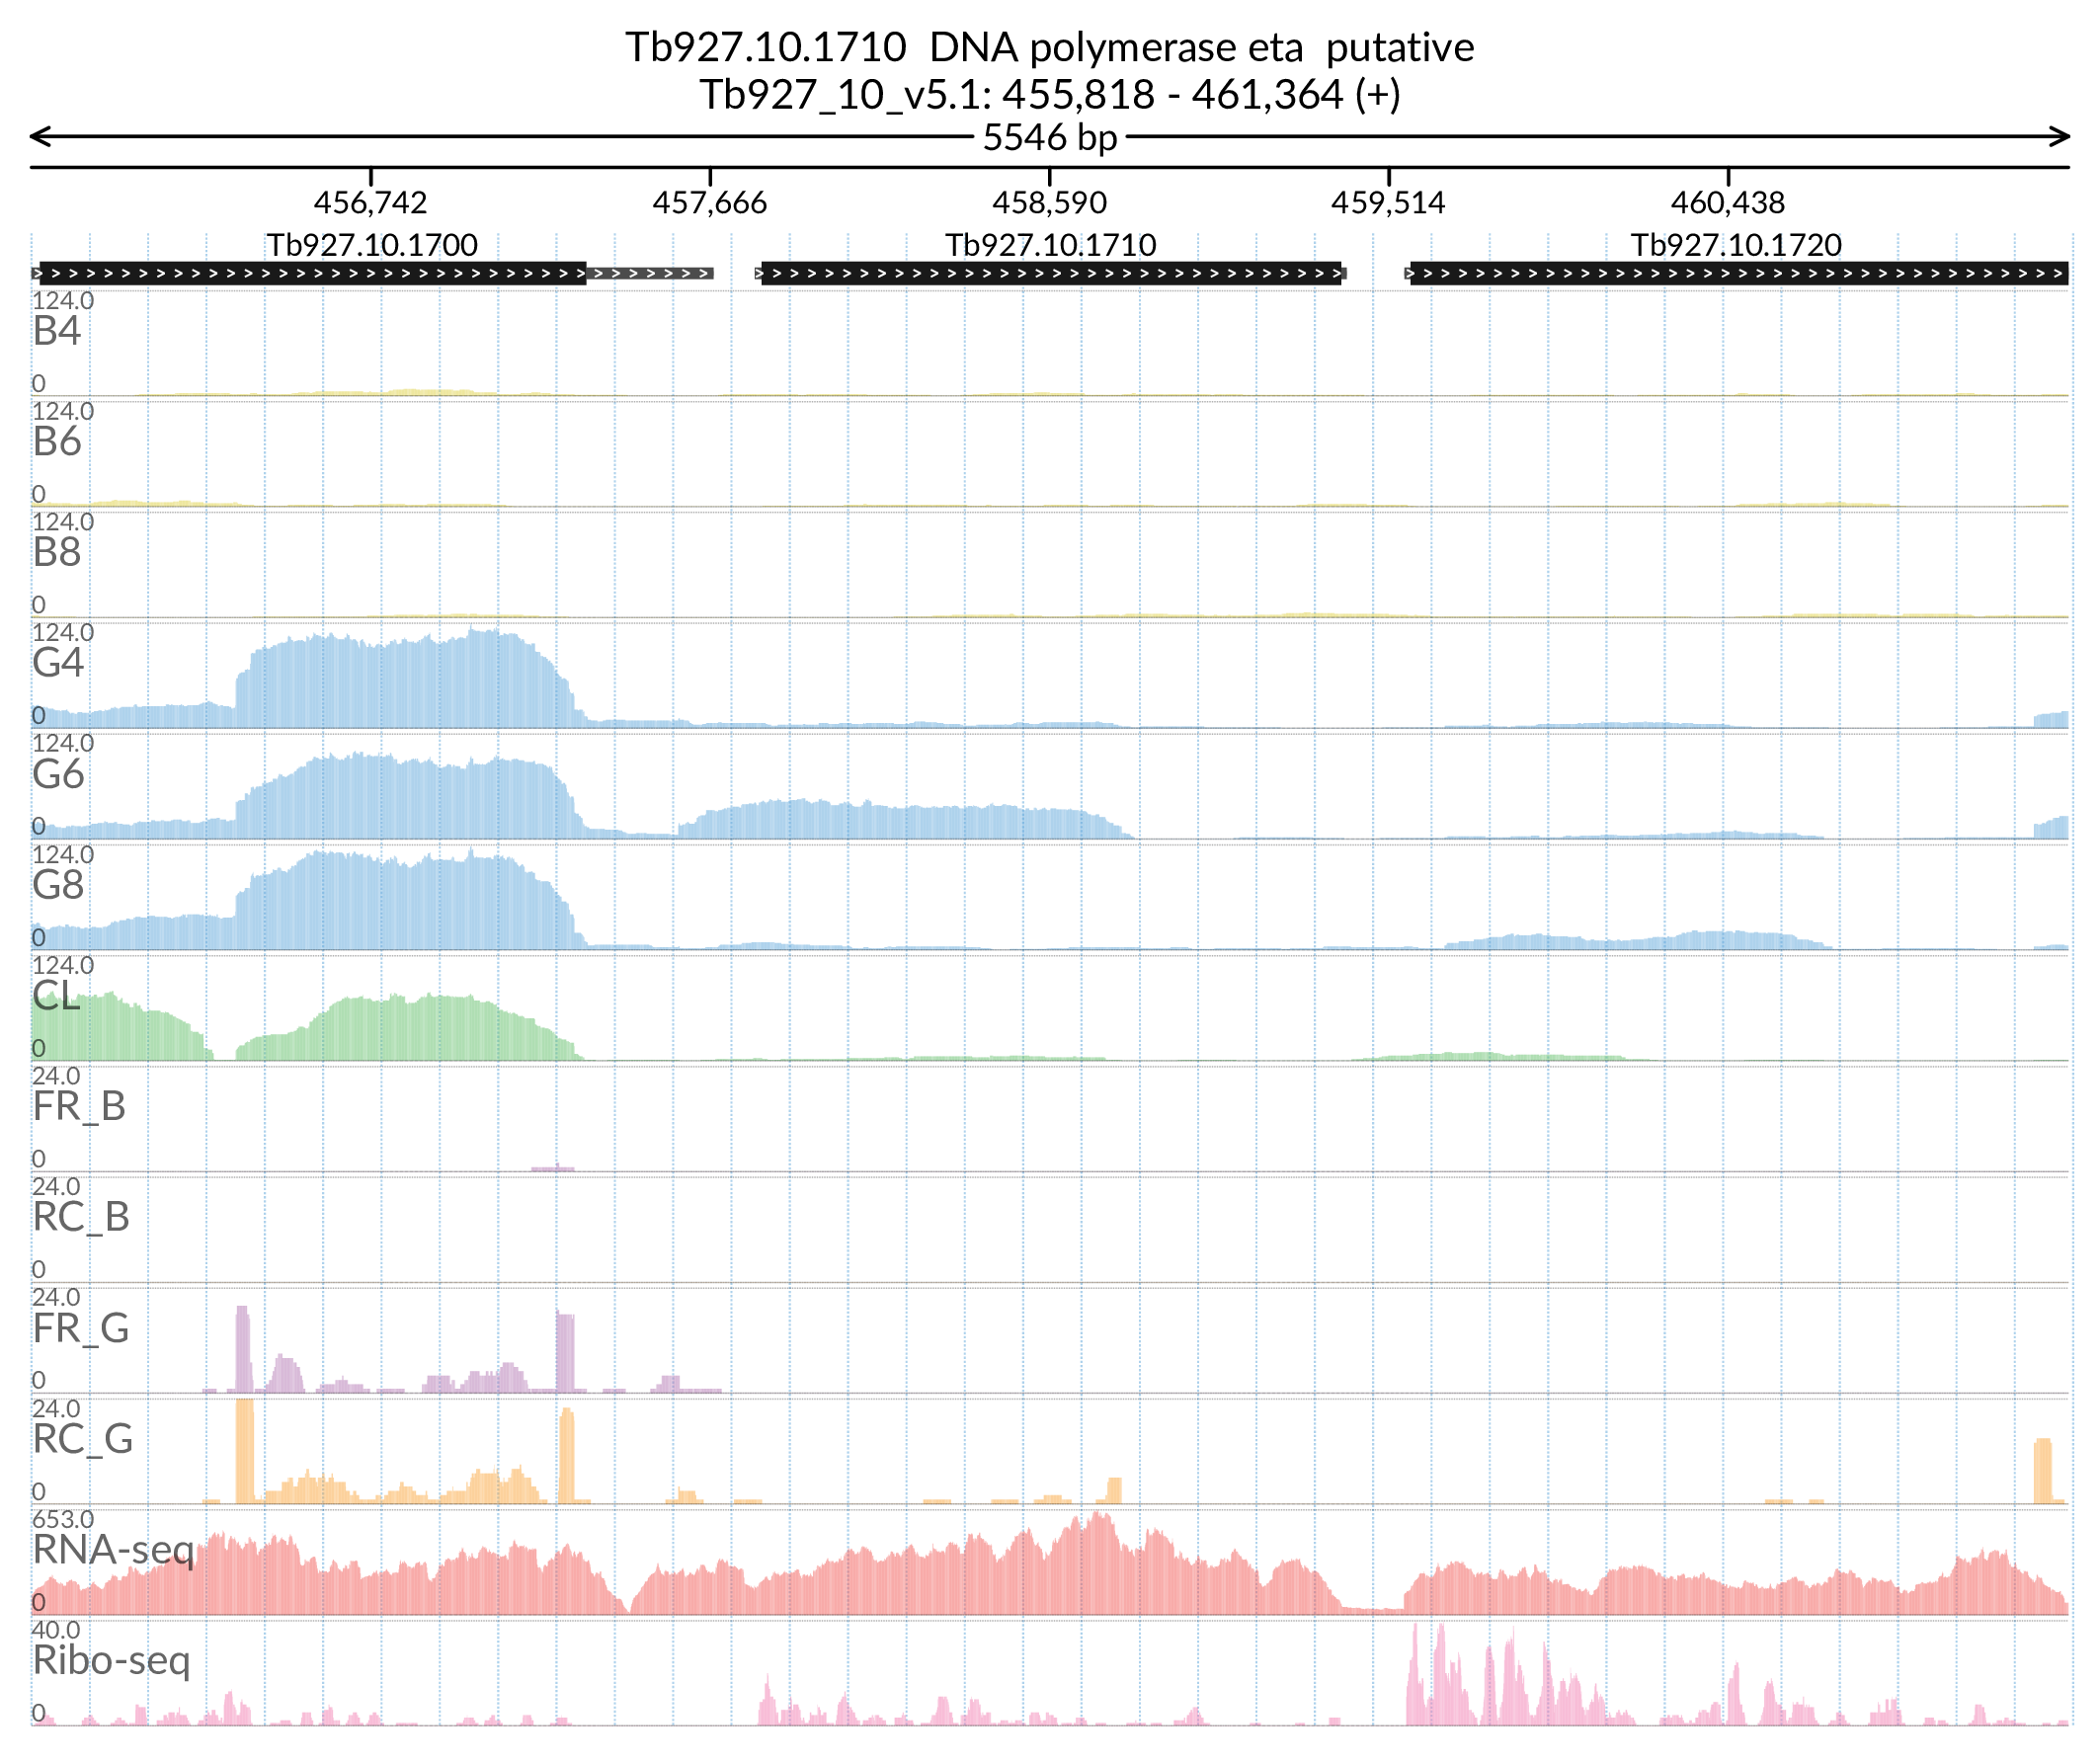 Tb927.10.1710 DNA polymerase eta putative
Tb927_10_v5.1: 455,818 - 461,364 (+)
5546 bp
456,742 457,666 458,590 459,514 460,438
Tb927.10.1700 Tb927.10.1710 Tb927.10.1720
124.0
B4
0
124.0
B6
0
124.0
B8
0
124.0
G4
0
124.0
G6
0
124.0
G8
0
124.0
CL
0
24.0
FR_B
0
24.0
RC_B
0
24.0
FR_G
0
24.0
RC_G
0
653.0
RNA-seq
0
40.0
Ribo-seq
0